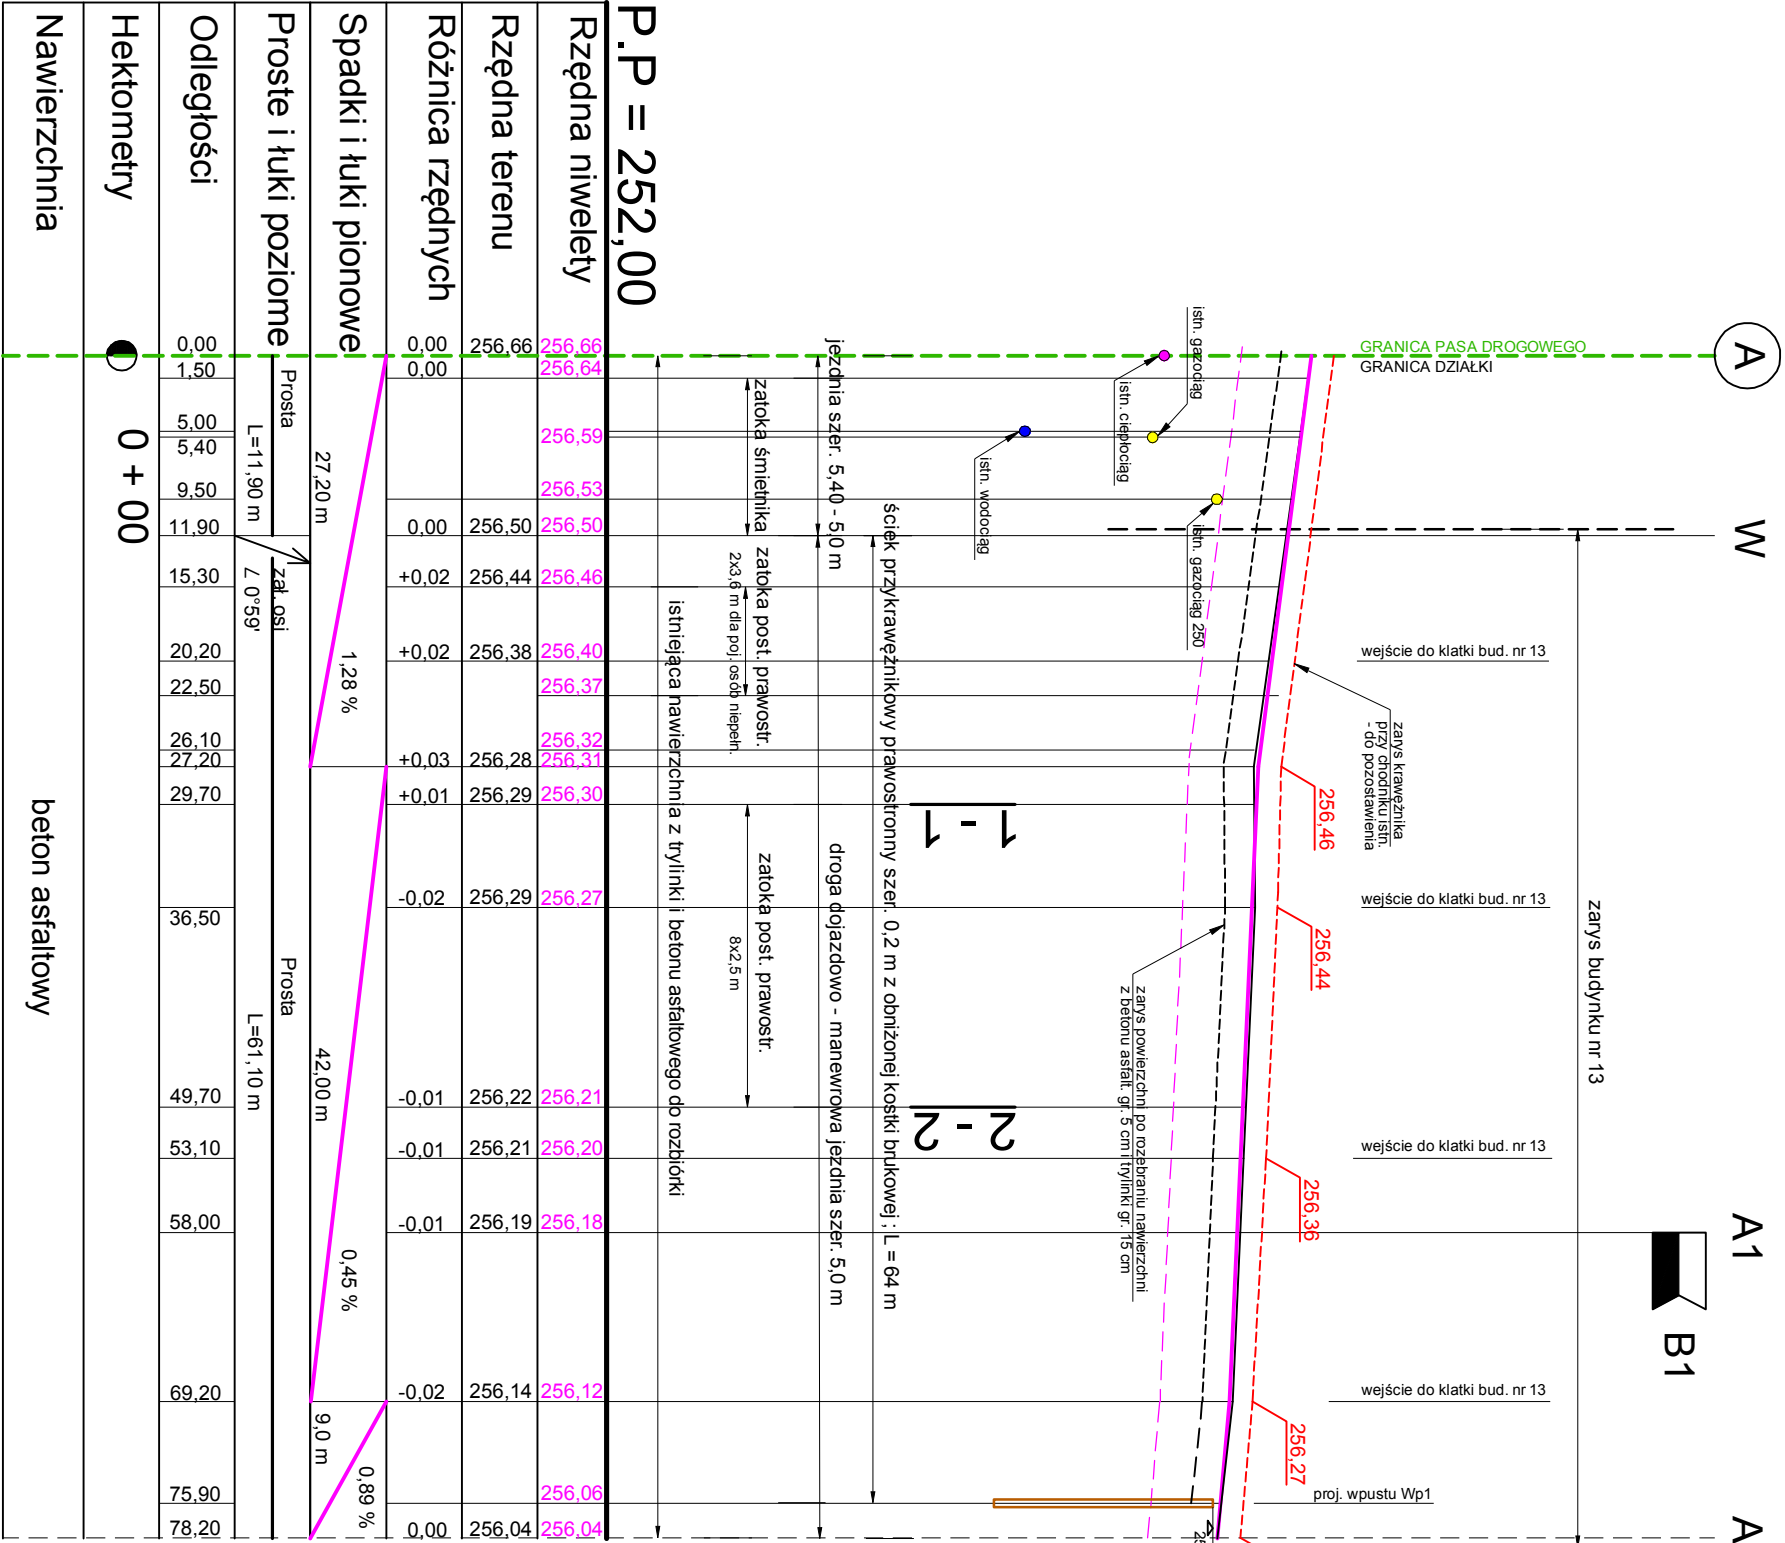 A
W
A1
B1
A
GRANICA PASA DROGOWEGO
GRANICA DZIAŁKI
zarys budynku nr 13
wejście do klatki bud. nr 13
wejście do klatki bud. nr 13
wejście do klatki bud. nr 13
wejście do klatki bud. nr 13
proj. wpustu Wp1
zarys krawężnika
przy chodniku istn.
- do pozostawienia
256,46
256,44
256,36
256,27
istn. gazociąg
istn. ciepłociąg
istn. wodociąg
istn. gazociąg 250
zarys powierzchni po rozebraniu nawierzchni
z betonu asfalt. gr. 5 cm i trylinki gr. 15 cm
1 - 1
2 - 2
ściek przykrawężnikowy prawostronny szer. 0,2 m z obniżonej kostki brukowej ; L = 64 m
jezdnia szer. 5,40 - 5,0 m
droga dojazdowo - manewrowa jezdnia szer. 5,0 m
zatoka śmietnika
zatoka post. prawostr.
2x3,6 m dla poj. osób niepełn.
zatoka post. prawostr.
8x2,5 m
istniejąca nawierzchnia z trylinki i betonu asfaltowego do rozbiórki
P.P = 252,00
Rzędna niwelety
256,66 256,64 256,59 256,53 256,50 256,46 256,40 256,37 256,32 256,31 256,30 256,27 256,21 256,20 256,18 256,12 256,06 256,04
Rzędna terenu
256,66 256,50 256,44 256,38 256,28 256,29 256,29 256,22 256,21 256,19 256,14 256,04
Różnica rzędnych
0,00 0,00 0,00 +0,02 +0,02 +0,03 +0,01 -0,02 -0,01 -0,01 -0,01 -0,02 0,00
Spadki i łuki pionowe
27,20 m 1,28 % 42,00 m 0,45 % 9,0 m 0,89 %
Proste i łuki poziome
Prosta
L=11,90 m
zał. osi
∠ 0°59'
Prosta
L=61,10 m
Odległości
0,00 1,50 5,00 5,40 9,50 11,90 15,30 20,20 22,50 26,10 27,20 29,70 36,50 49,70 53,10 58,00 69,20 75,90 78,20
Hektometry
0 + 00
Nawierzchnia
beton asfaltowy